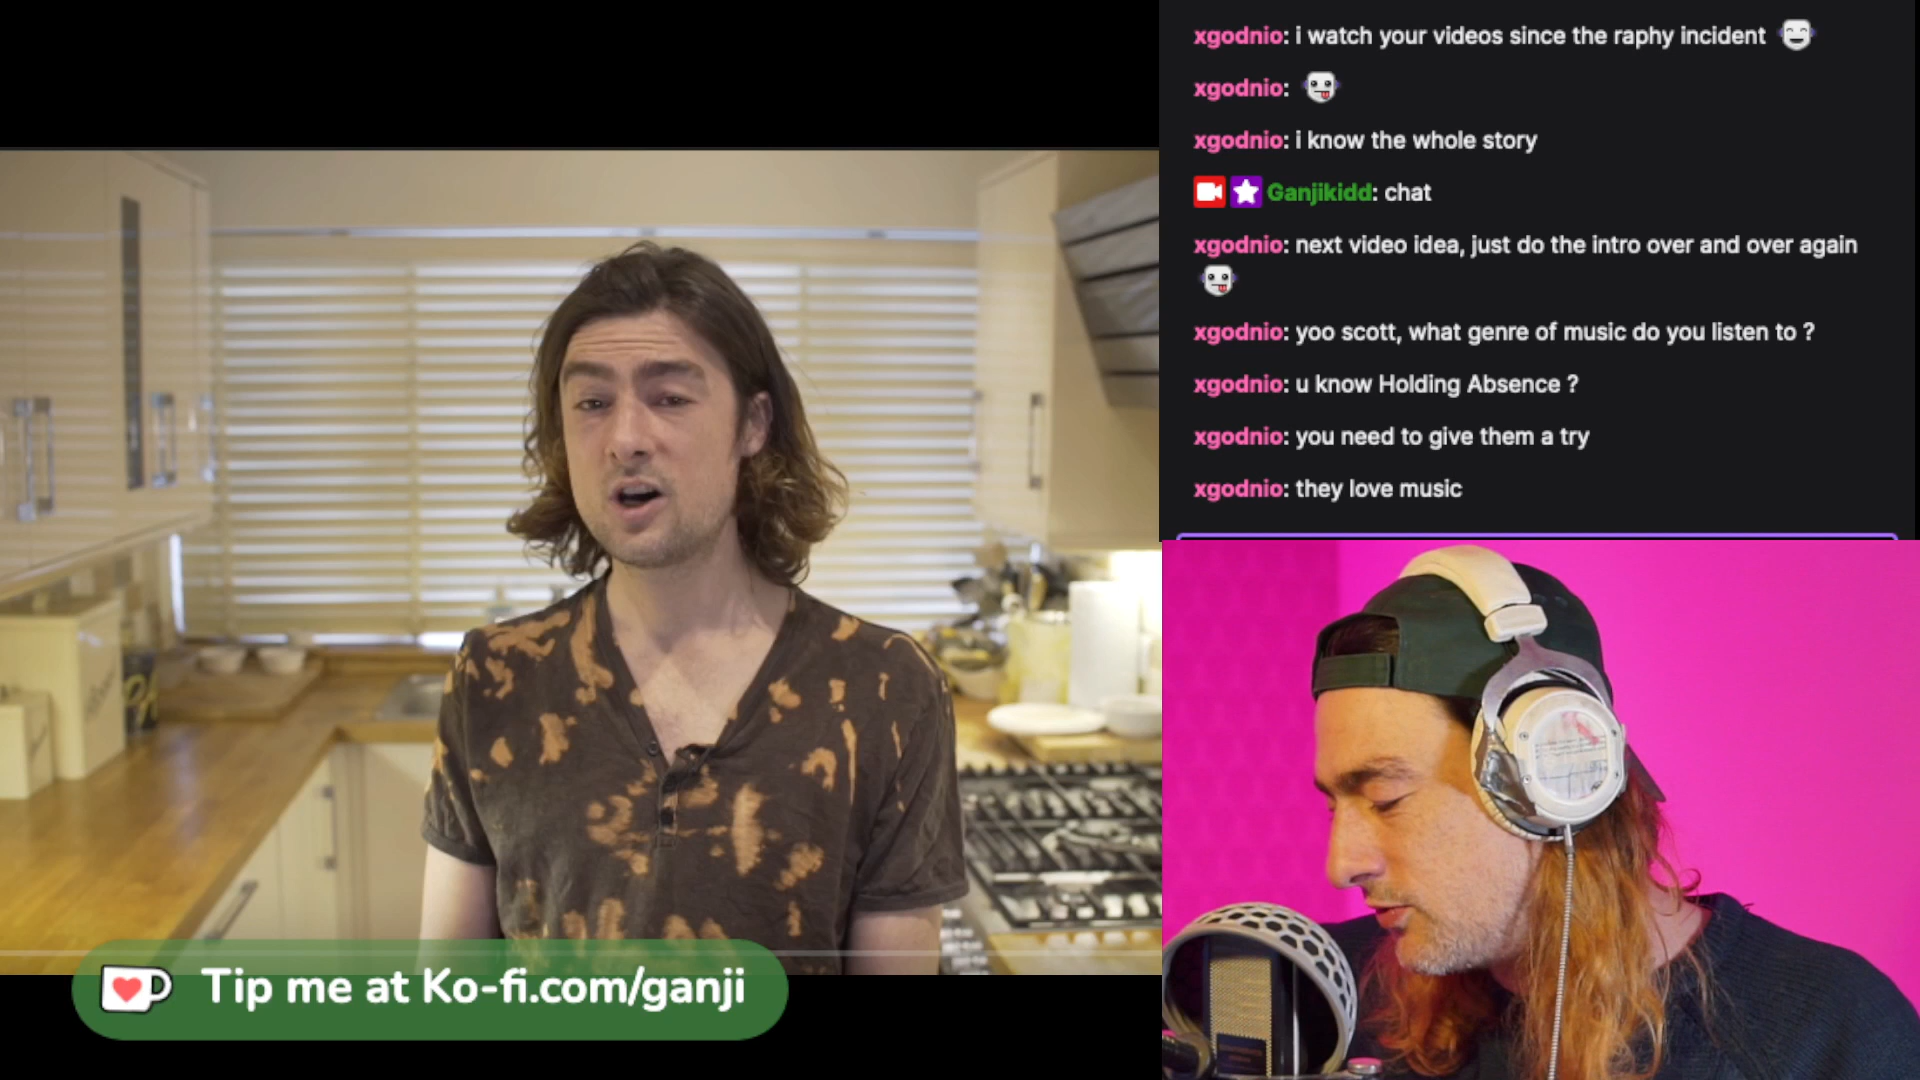 xgodnio: i watch your videos since the raphy incident
xgodnio:
xgodnio: i know the whole story
Ganjikidd: chat
xgodnio: next video idea, just do the intro over and over again
xgodnio: yoo scott, what genre of music do you listen to ?
xgodnio: u know Holding Absence ?
xgodnio: you need to give them a try
xgodnio: they love music
Tip me at Ko-fi.com/ganji